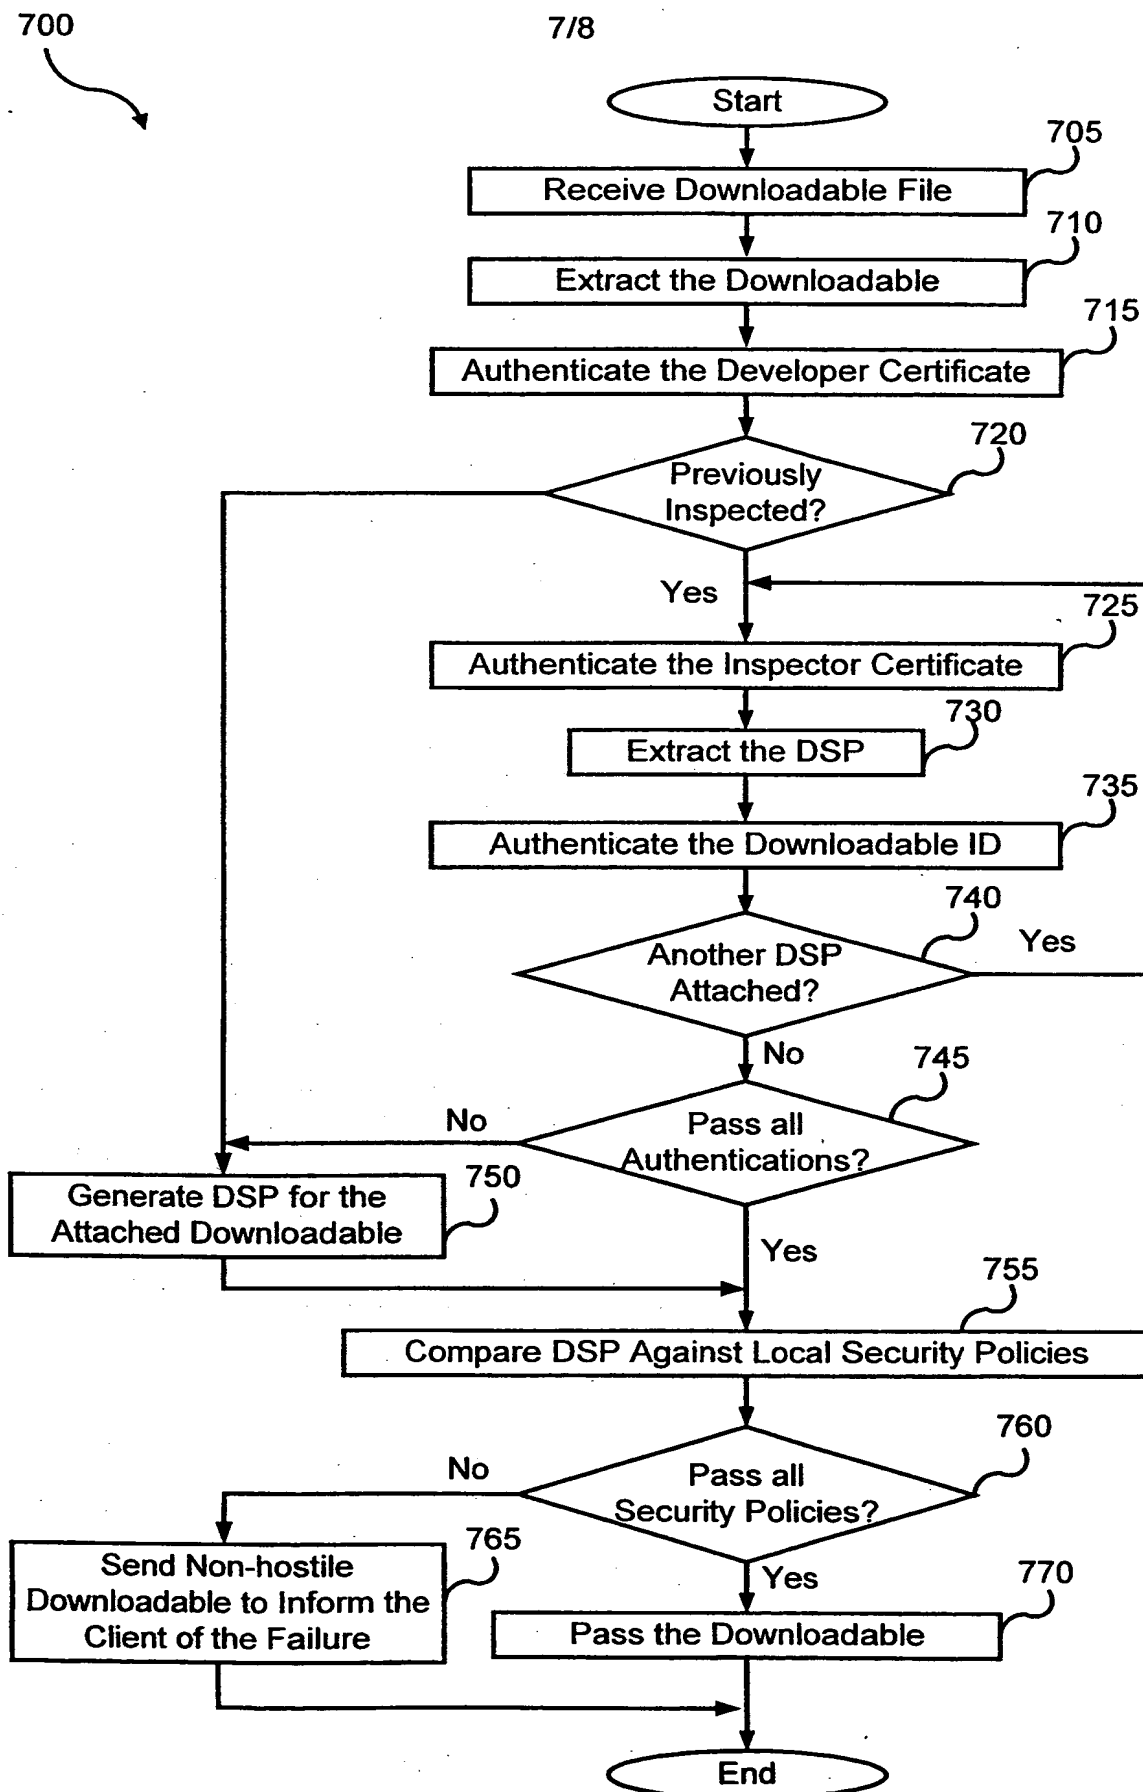 700
7/8
Start
705
Receive Downloadable File
710
Extract the Downloadable
715
Authenticate the Developer Certificate
720
Previously
Inspected?
Yes
725
Authenticate the Inspector Certificate
730
Extract the DSP
735
Authenticate the Downloadable ID
740
Another DSP
Attached?
Yes
No
745
Pass all
Authentications?
No
750
Generate DSP for the
Attached Downloadable
Yes
755
Compare DSP Against Local Security Policies
760
Pass all
Security Policies?
No
765
Send Non-hostile
Downloadable to Inform the
Client of the Failure
Yes
770
Pass the Downloadable
End